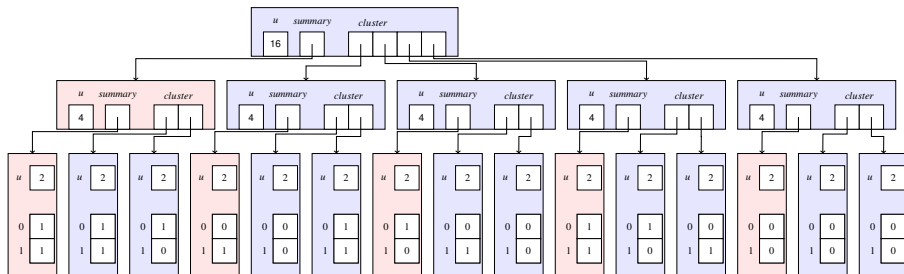 u summary cluster
16
u summary cluster u summary cluster u summary cluster u summary cluster u summary cluster
4 4 4 4 4
u 2 u 2 u 2 u 2 u 2 u 2 u 2 u 2 u 2 u 2 u 2 u 2 u 2 u 2 u 2
0 1 0 1 0 1 0 0 0 0 0 1 0 1 0 0 0 0 0 1 0 1 0 0 0 0 0 0 0 0
1 1 1 0 1 0 1 1 1 0 1 0 1 0 1 0 1 0 1 1 1 0 1 1 1 0 1 0 1 0